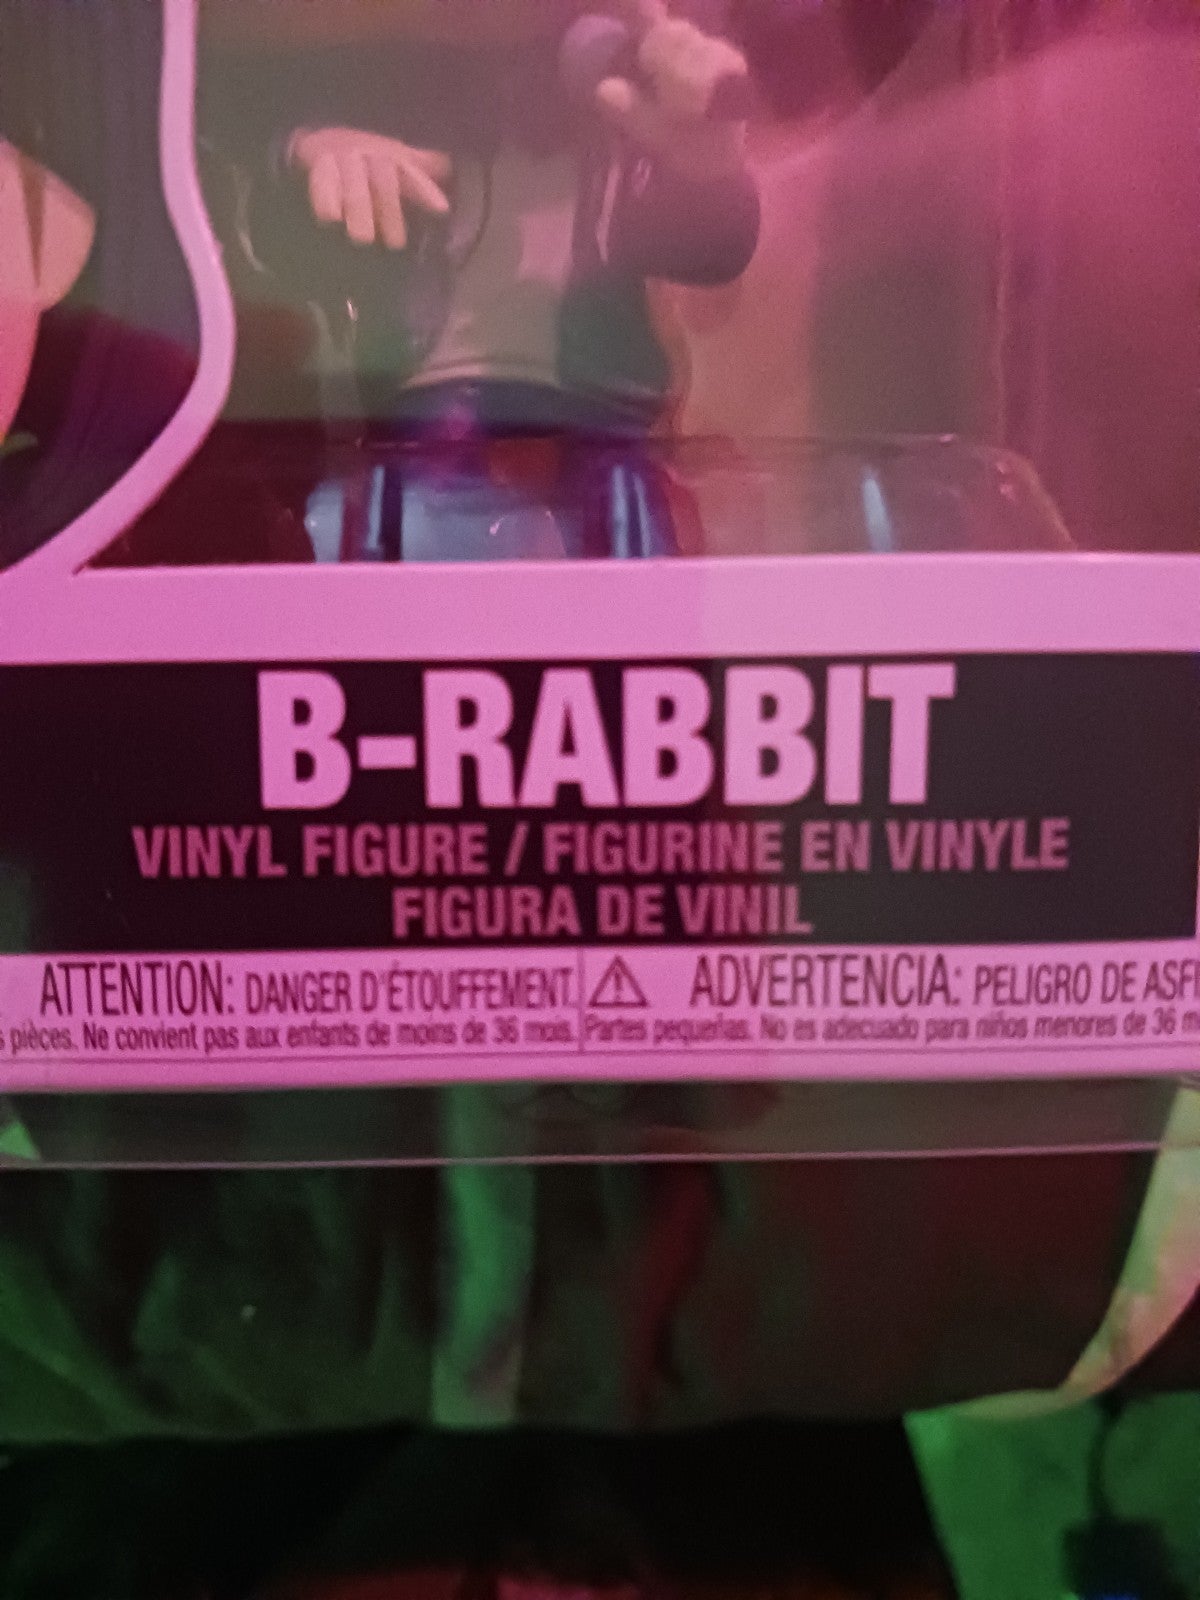 B-RABBIT
VINYL FIGURE / FIGURINE EN VINYLE
FIGURA DE VINIL
ATTENTION: DANGER D'ÉTOUFFEMENT.
pièces. Ne convient pas aux enfants de moins de 36 mois.
ADVERTENCIA: PELIGRO DE
Partes pequeñas. No es adecuado para niños menores de 36